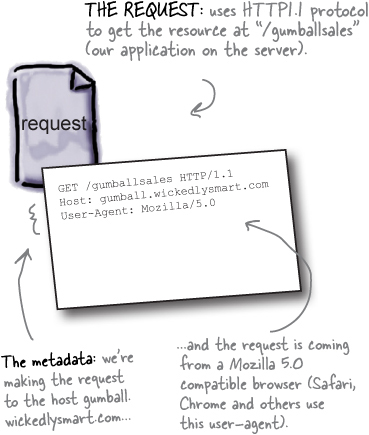 THE REQUEST: uses HTTP1.1 protocol
to get the resource at “/gumballsales”
(our application on the server).
request
GET /gumballsales HTTP/1.1
Host: gumball.wickedlysmart.com
User-Agent: Mozilla/5.0
The metadata: we’re
making the request
to the host gumball.
wickedlysmart.com...
...and the request is coming
from a Mozilla 5.0
compatible browser (Safari,
Chrome and others use
this user-agent).